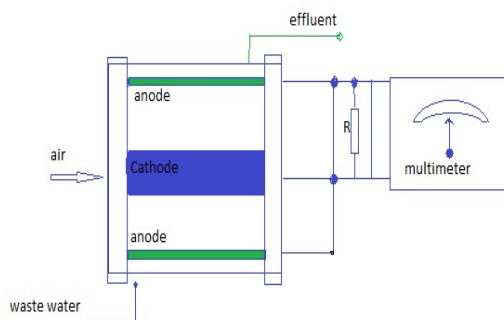 effluent
anode
R
air
Cathode
multimeter
anode
waste water